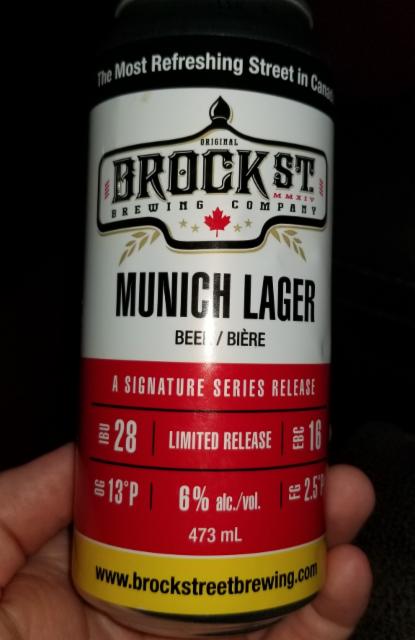 The Most Refreshing Street in
ORIGINAL
BROCK ST.
MMXIV
BREWING COMPANY
MUNICH LAGER
BEER / BIÈRE
A SIGNATURE SERIES RELEASE
IBU 28 LIMITED RELEASE EBC 16
OG 13°P 6% alc./vol. FG 2.5°P
473 mL
www.brockstreetbrewing.com